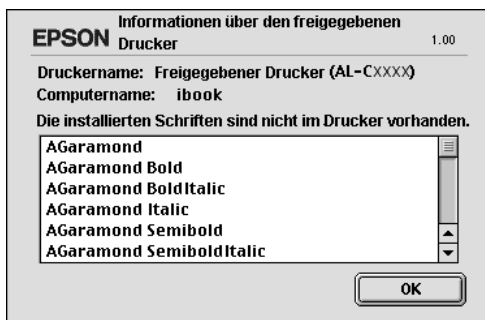 EPSON Informationen über den freigegebenen
Drucker 1.00
Druckername: Freigegebener Drucker (AL-CXXXX)
Computername: ibook
Die installierten Schriften sind nicht im Drucker vorhanden.
AGaramond
AGaramond Bold
AGaramond BoldItalic
AGaramond Italic
AGaramond Semibold
AGaramond SemiboldItalic
OK